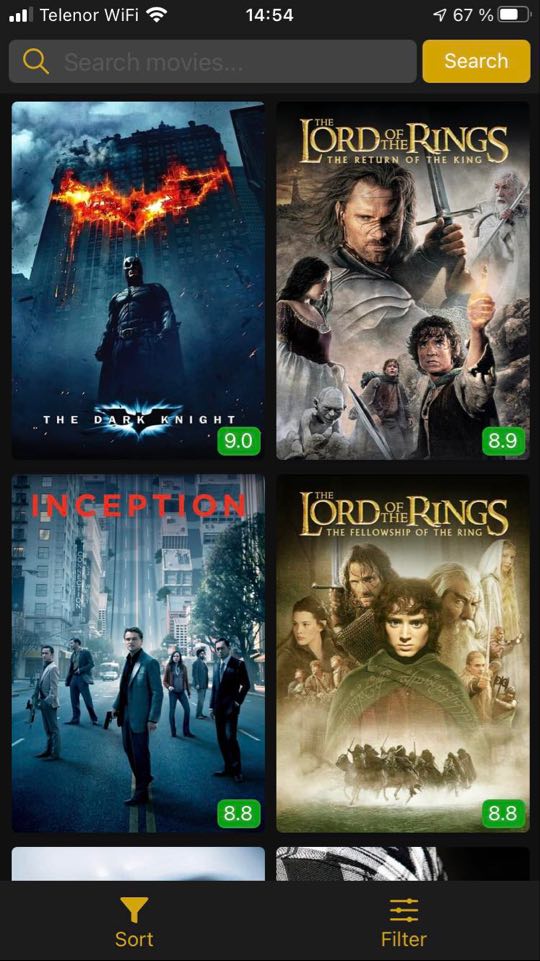 Telenor WiFi
14:54
67 %
Search movies...
Search
THE DARK KNIGHT
9.0
THE
LORD OF THE RINGS
THE RETURN OF THE KING
8.9
INCEPTION
8.8
THE
LORD OF THE RINGS
THE FELLOWSHIP OF THE RING
8.8
Sort
Filter